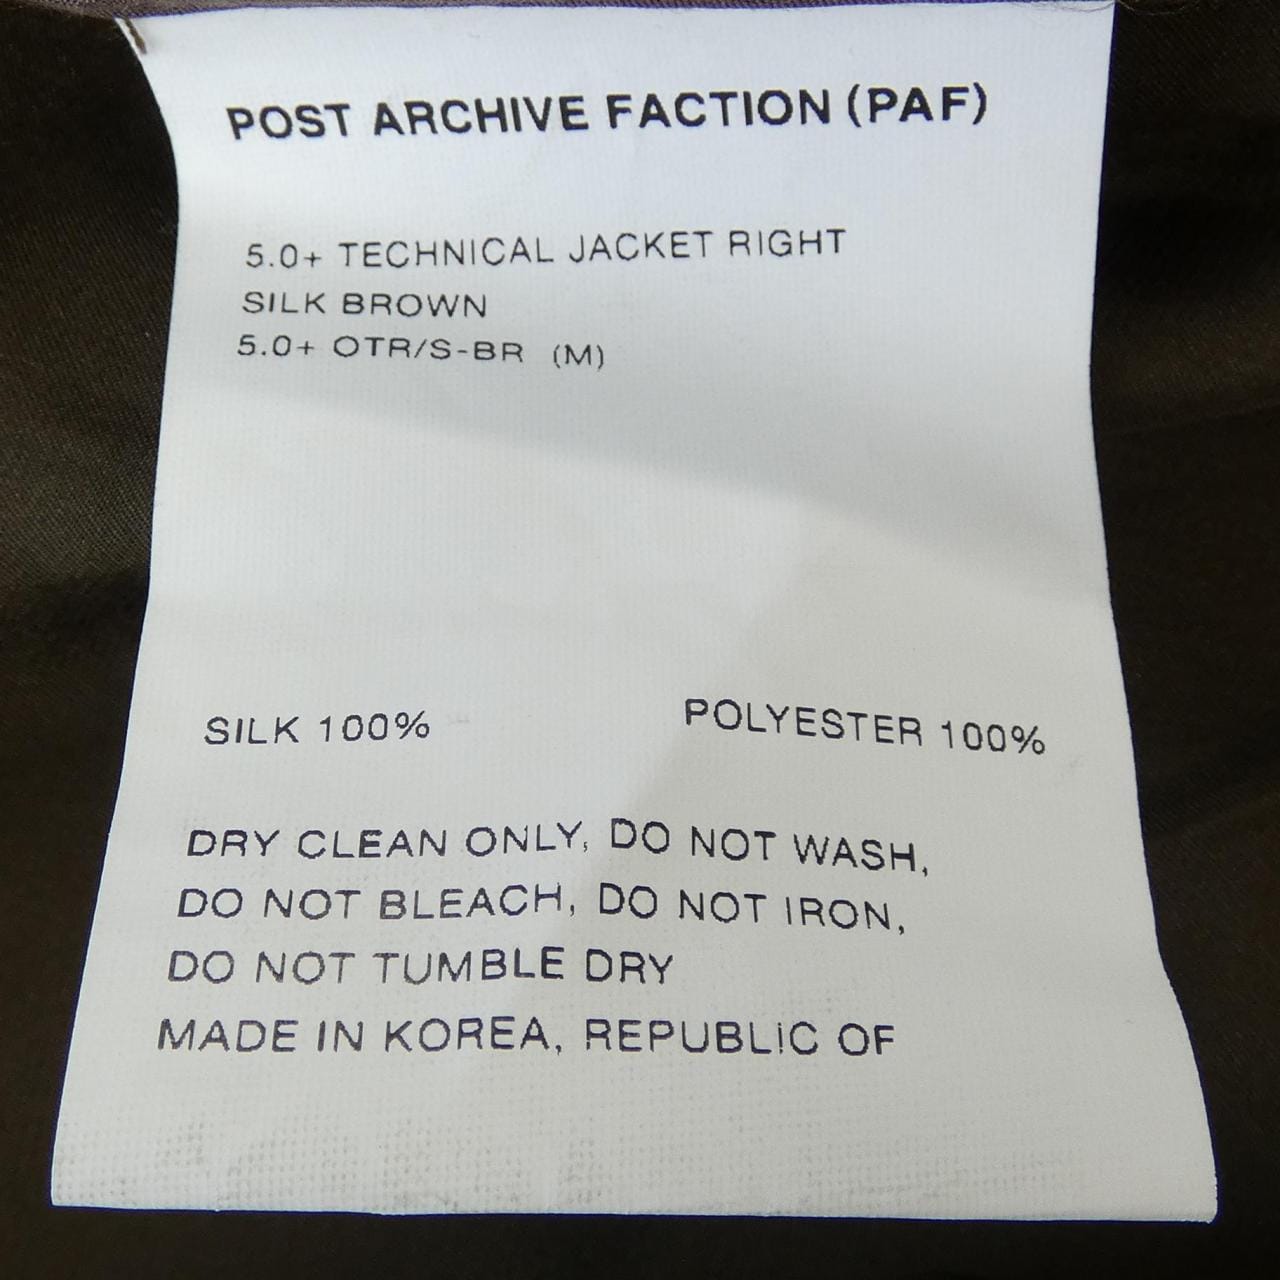 POST ARCHIVE FACTION (PAF)
5.0+ TECHNICAL JACKET RIGHT
SILK BROWN
5.0+ OTR/S-BR (M)
SILK 100% POLYESTER 100%
DRY CLEAN ONLY, DO NOT WASH,
DO NOT BLEACH, DO NOT IRON,
DO NOT TUMBLE DRY
MADE IN KOREA, REPUBLIC OF